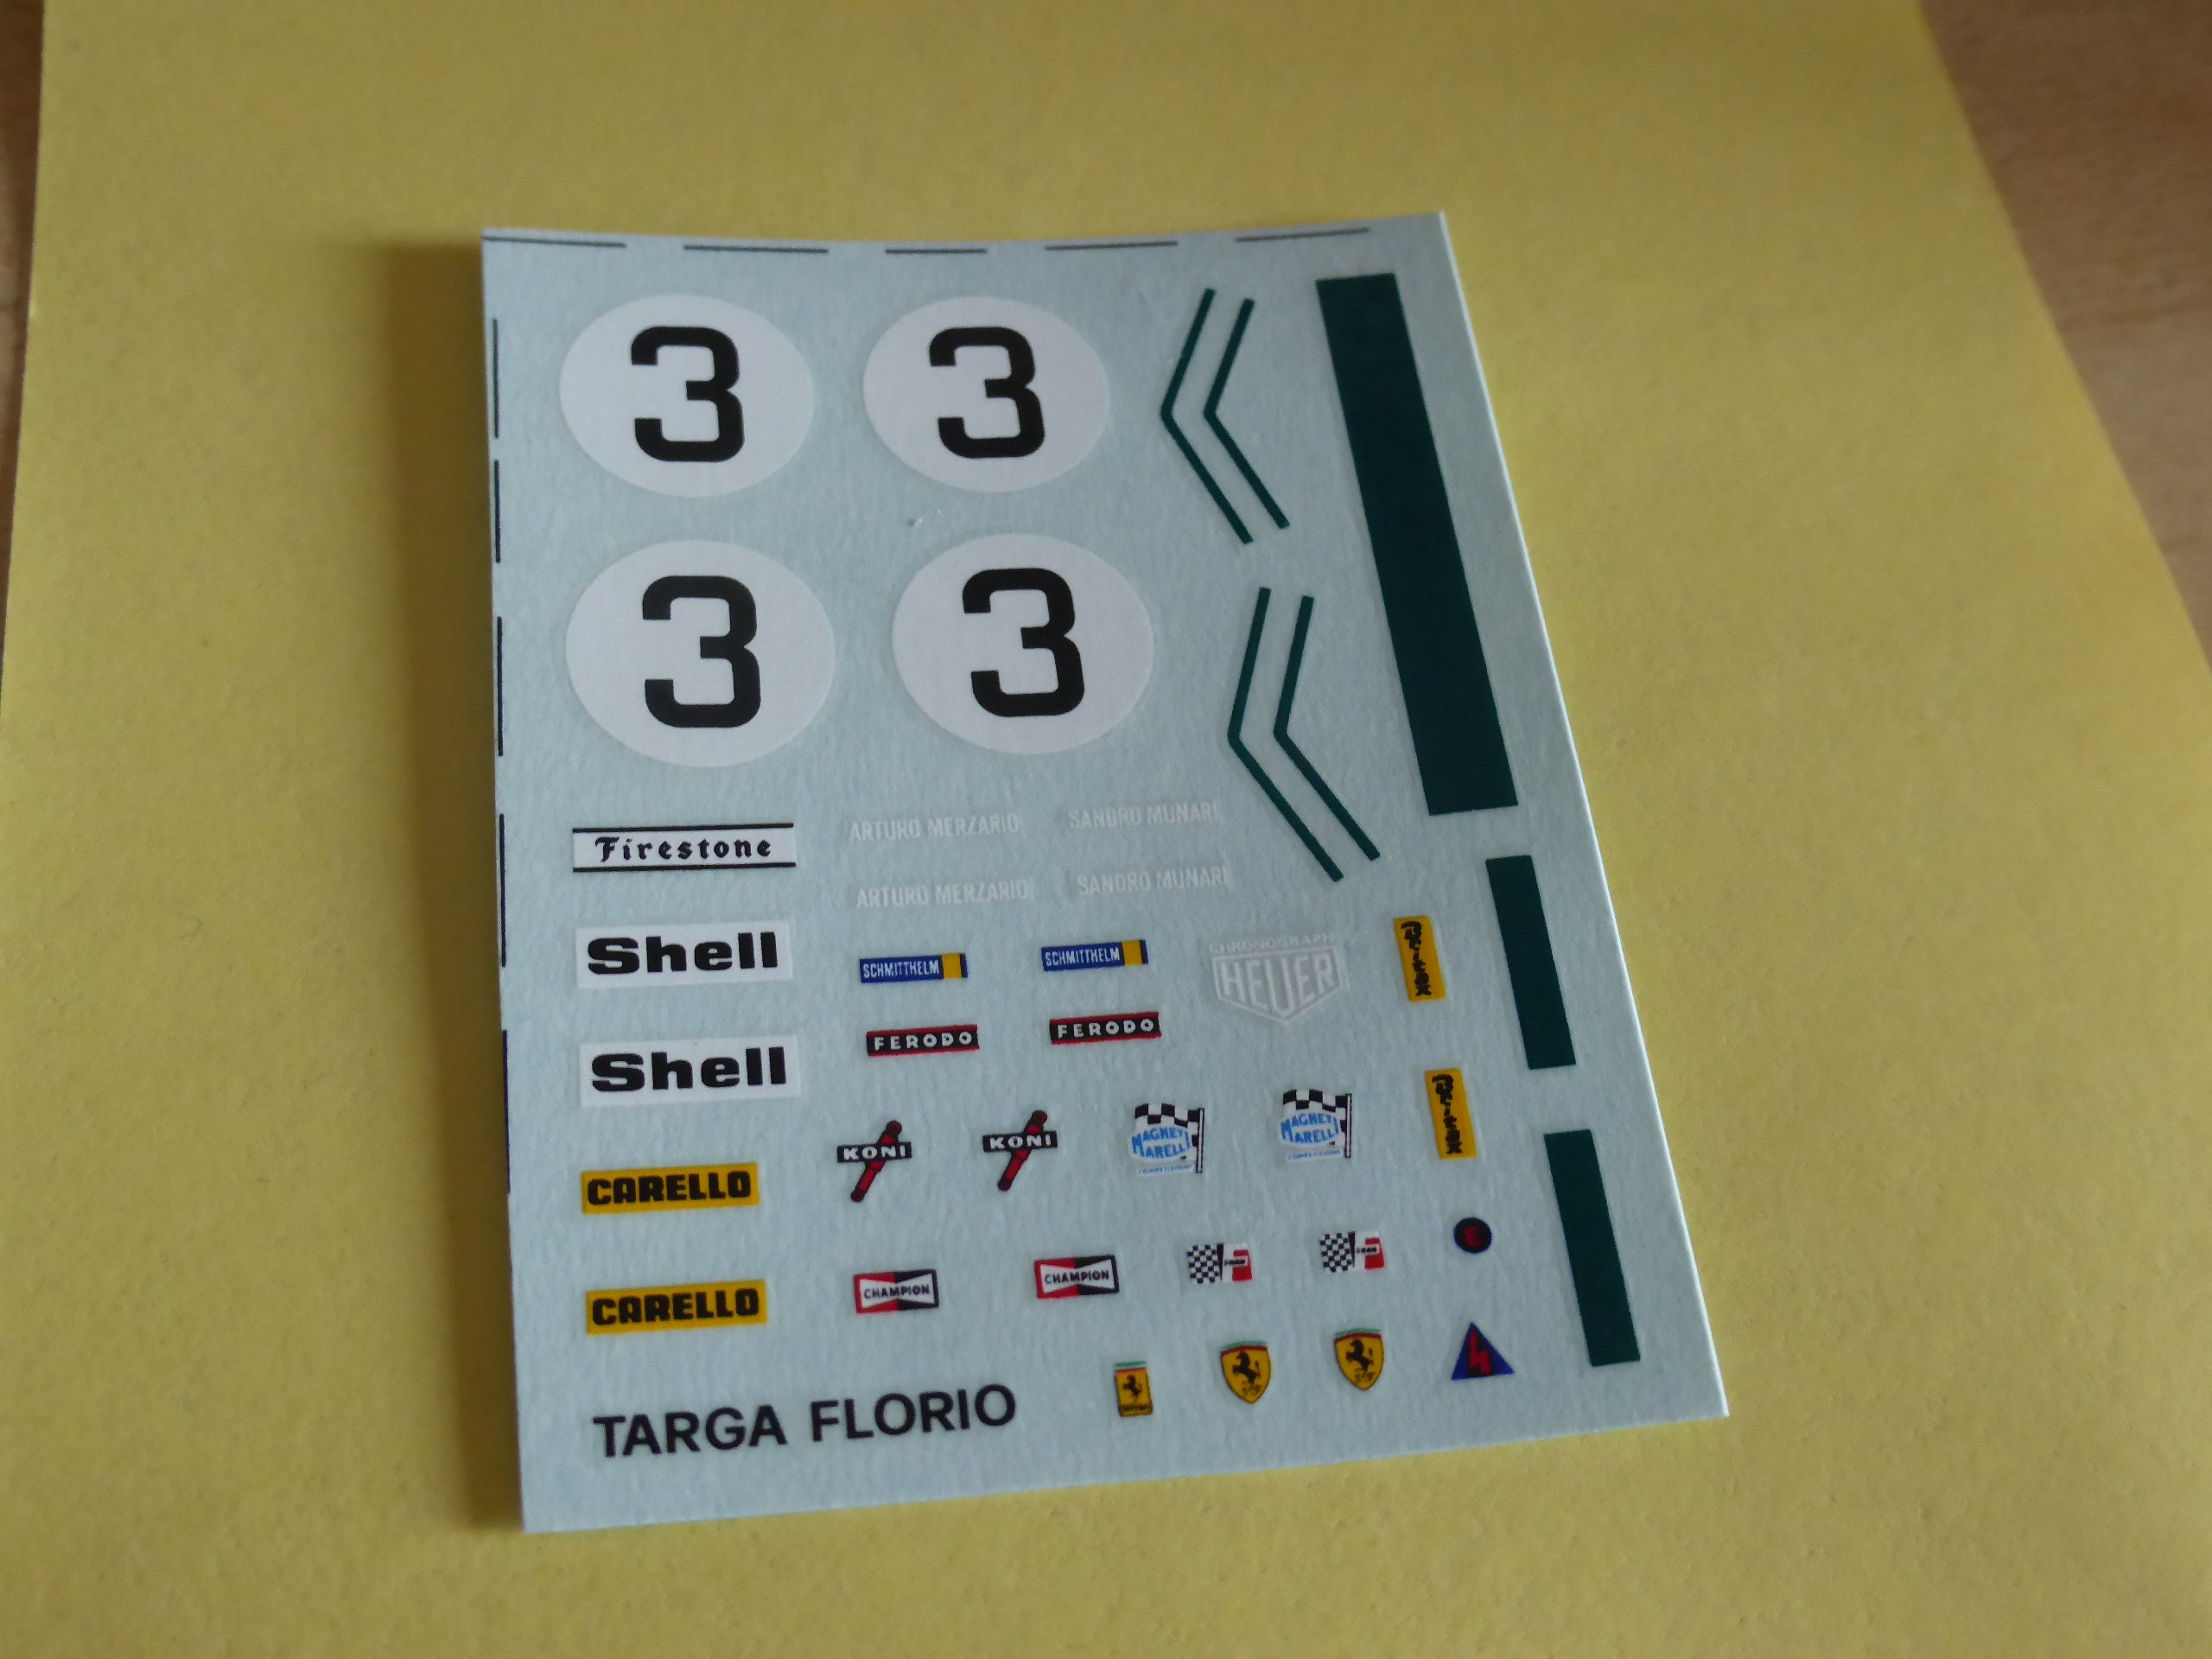 3 3
3 3
Firestone
ARTURO MERZARIO SANDRO MUNARI
ARTURO MERZARIO SANDRO MUNARI
Shell
SCHMITTHELM SCHMITTHELM
CHRONOGRAPH
HEUER
FERODO FERODO
Shell
KONI KONI
MAGNETI MAGNETI
MARELLI MARELLI
CARELLO
E
CHAMPION CHAMPION
CARELLO
TARGA FLORIO